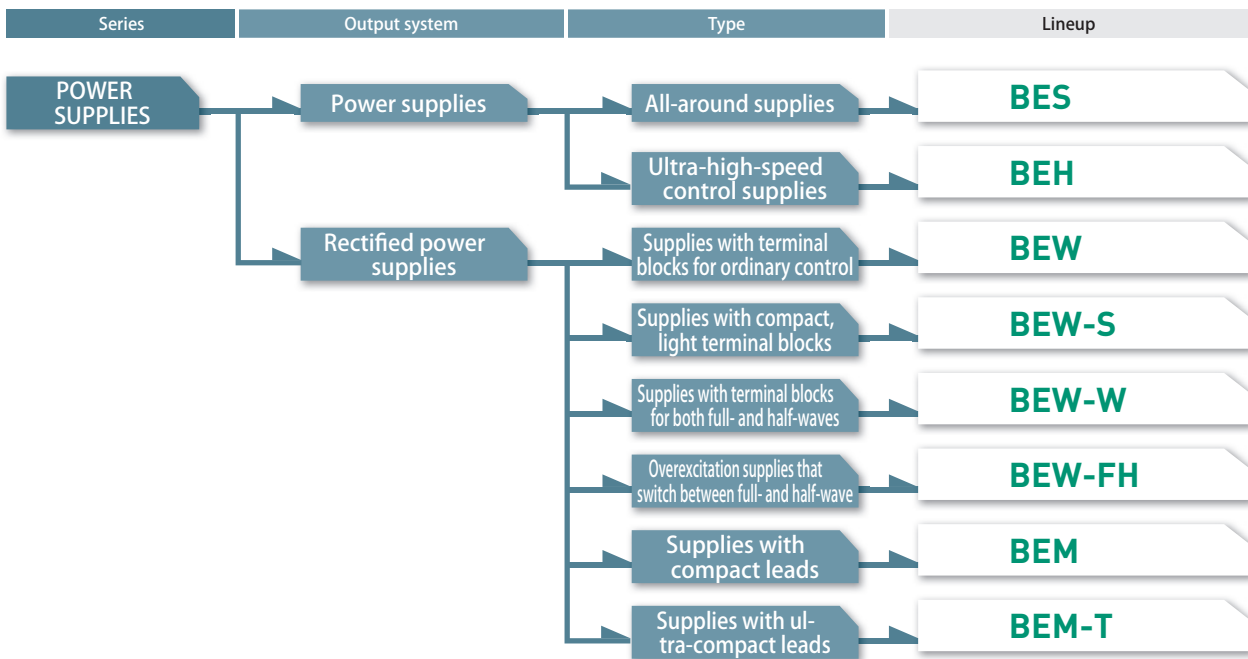 Series
Output system
Type
Lineup
POWER
SUPPLIES
Power supplies
All-around supplies
BES
Ultra-high-speed
control supplies
BEH
Rectified power
supplies
Supplies with terminal
blocks for ordinary control
BEW
Supplies with compact,
light terminal blocks
BEW-S
Supplies with terminal blocks
for both full- and half-waves
BEW-W
Overexcitation supplies that
switch between full- and half-wave
BEW-FH
Supplies with
compact leads
BEM
Supplies with ul-
tra-compact leads
BEM-T